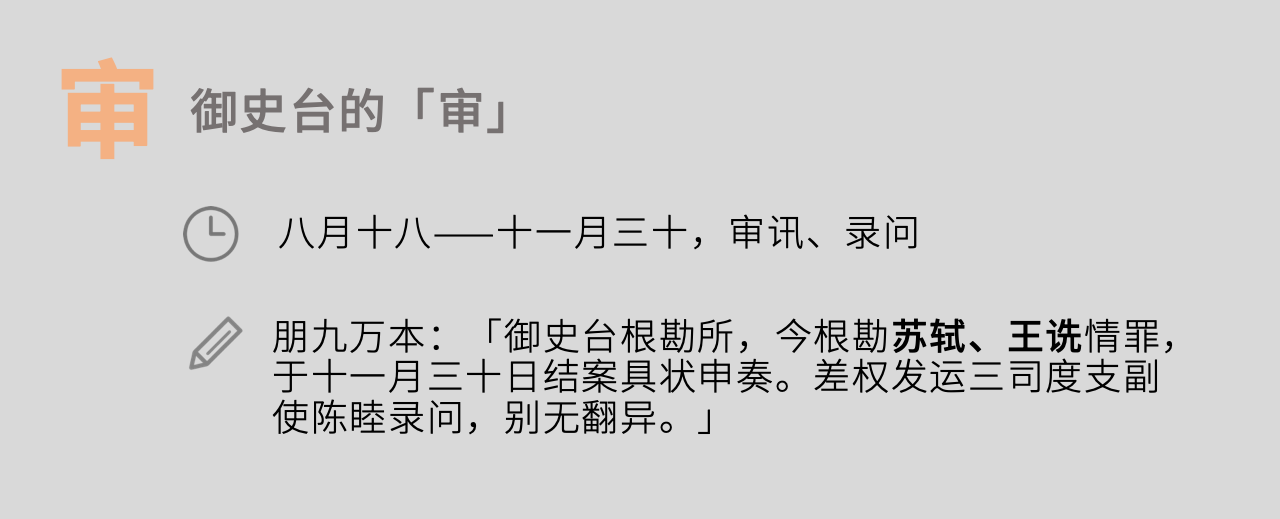 审
御史台的「审」
八月十八——十一月三十，审讯、录问
朋九万本：「御史台根勘所，今根勘苏轼、王诜情罪，
于十一月三十日结案具状申奏。差权发运三司度支副
使陈睦录问，别无翻异。」